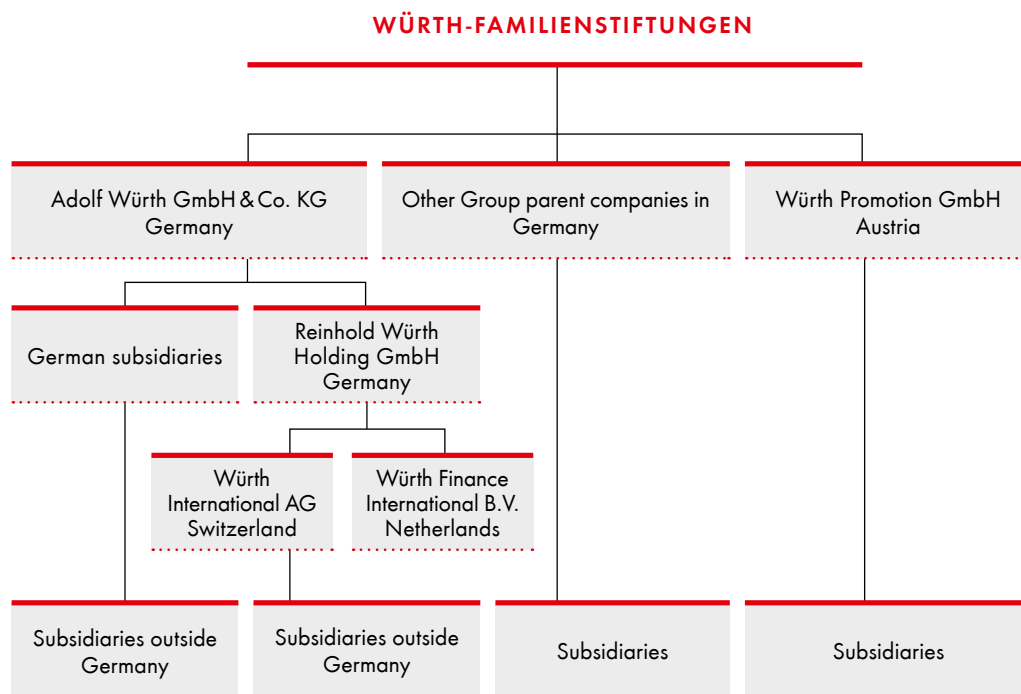 WÜRTH-FAMILIENSTIFTUNGEN
Adolf Würth GmbH & Co. KG
Germany
Other Group parent companies in
Germany
Würth Promotion GmbH
Austria
German subsidiaries
Reinhold Würth
Holding GmbH
Germany
Würth
International AG
Switzerland
Würth Finance
International B.V.
Netherlands
Subsidiaries outside
Germany
Subsidiaries outside
Germany
Subsidiaries
Subsidiaries